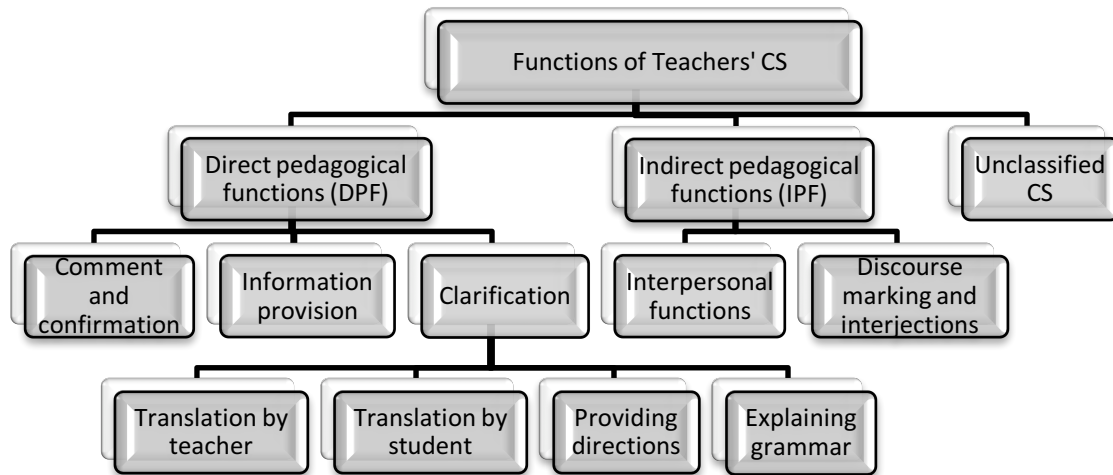 Functions of Teachers' CS
Direct pedagogical
functions (DPF)
Indirect pedagogical
functions (IPF)
Unclassified
CS
Comment
and
confirmation
Information
provision
Clarification
Interpersonal
functions
Discourse
marking and
interjections
Translation by
teacher
Translation by
student
Providing
directions
Explaining
grammar